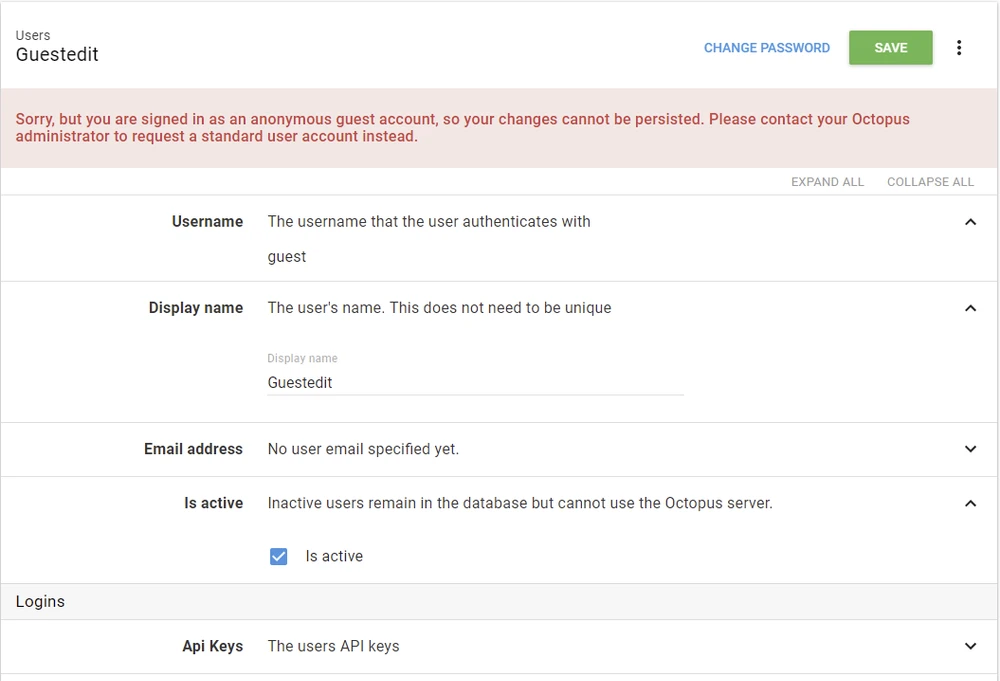 Users
Guestedit
CHANGE PASSWORD
SAVE
Sorry, but you are signed in as an anonymous guest account, so your changes cannot be persisted. Please contact your Octopus
administrator to request a standard user account instead.
EXPAND ALL
COLLAPSE ALL
Username
The username that the user authenticates with
guest
Display name
The user's name. This does not need to be unique
Display name
Guestedit
Email address
No user email specified yet.
Is active
Inactive users remain in the database but cannot use the Octopus server.
Is active
Logins
Api Keys
The users API keys